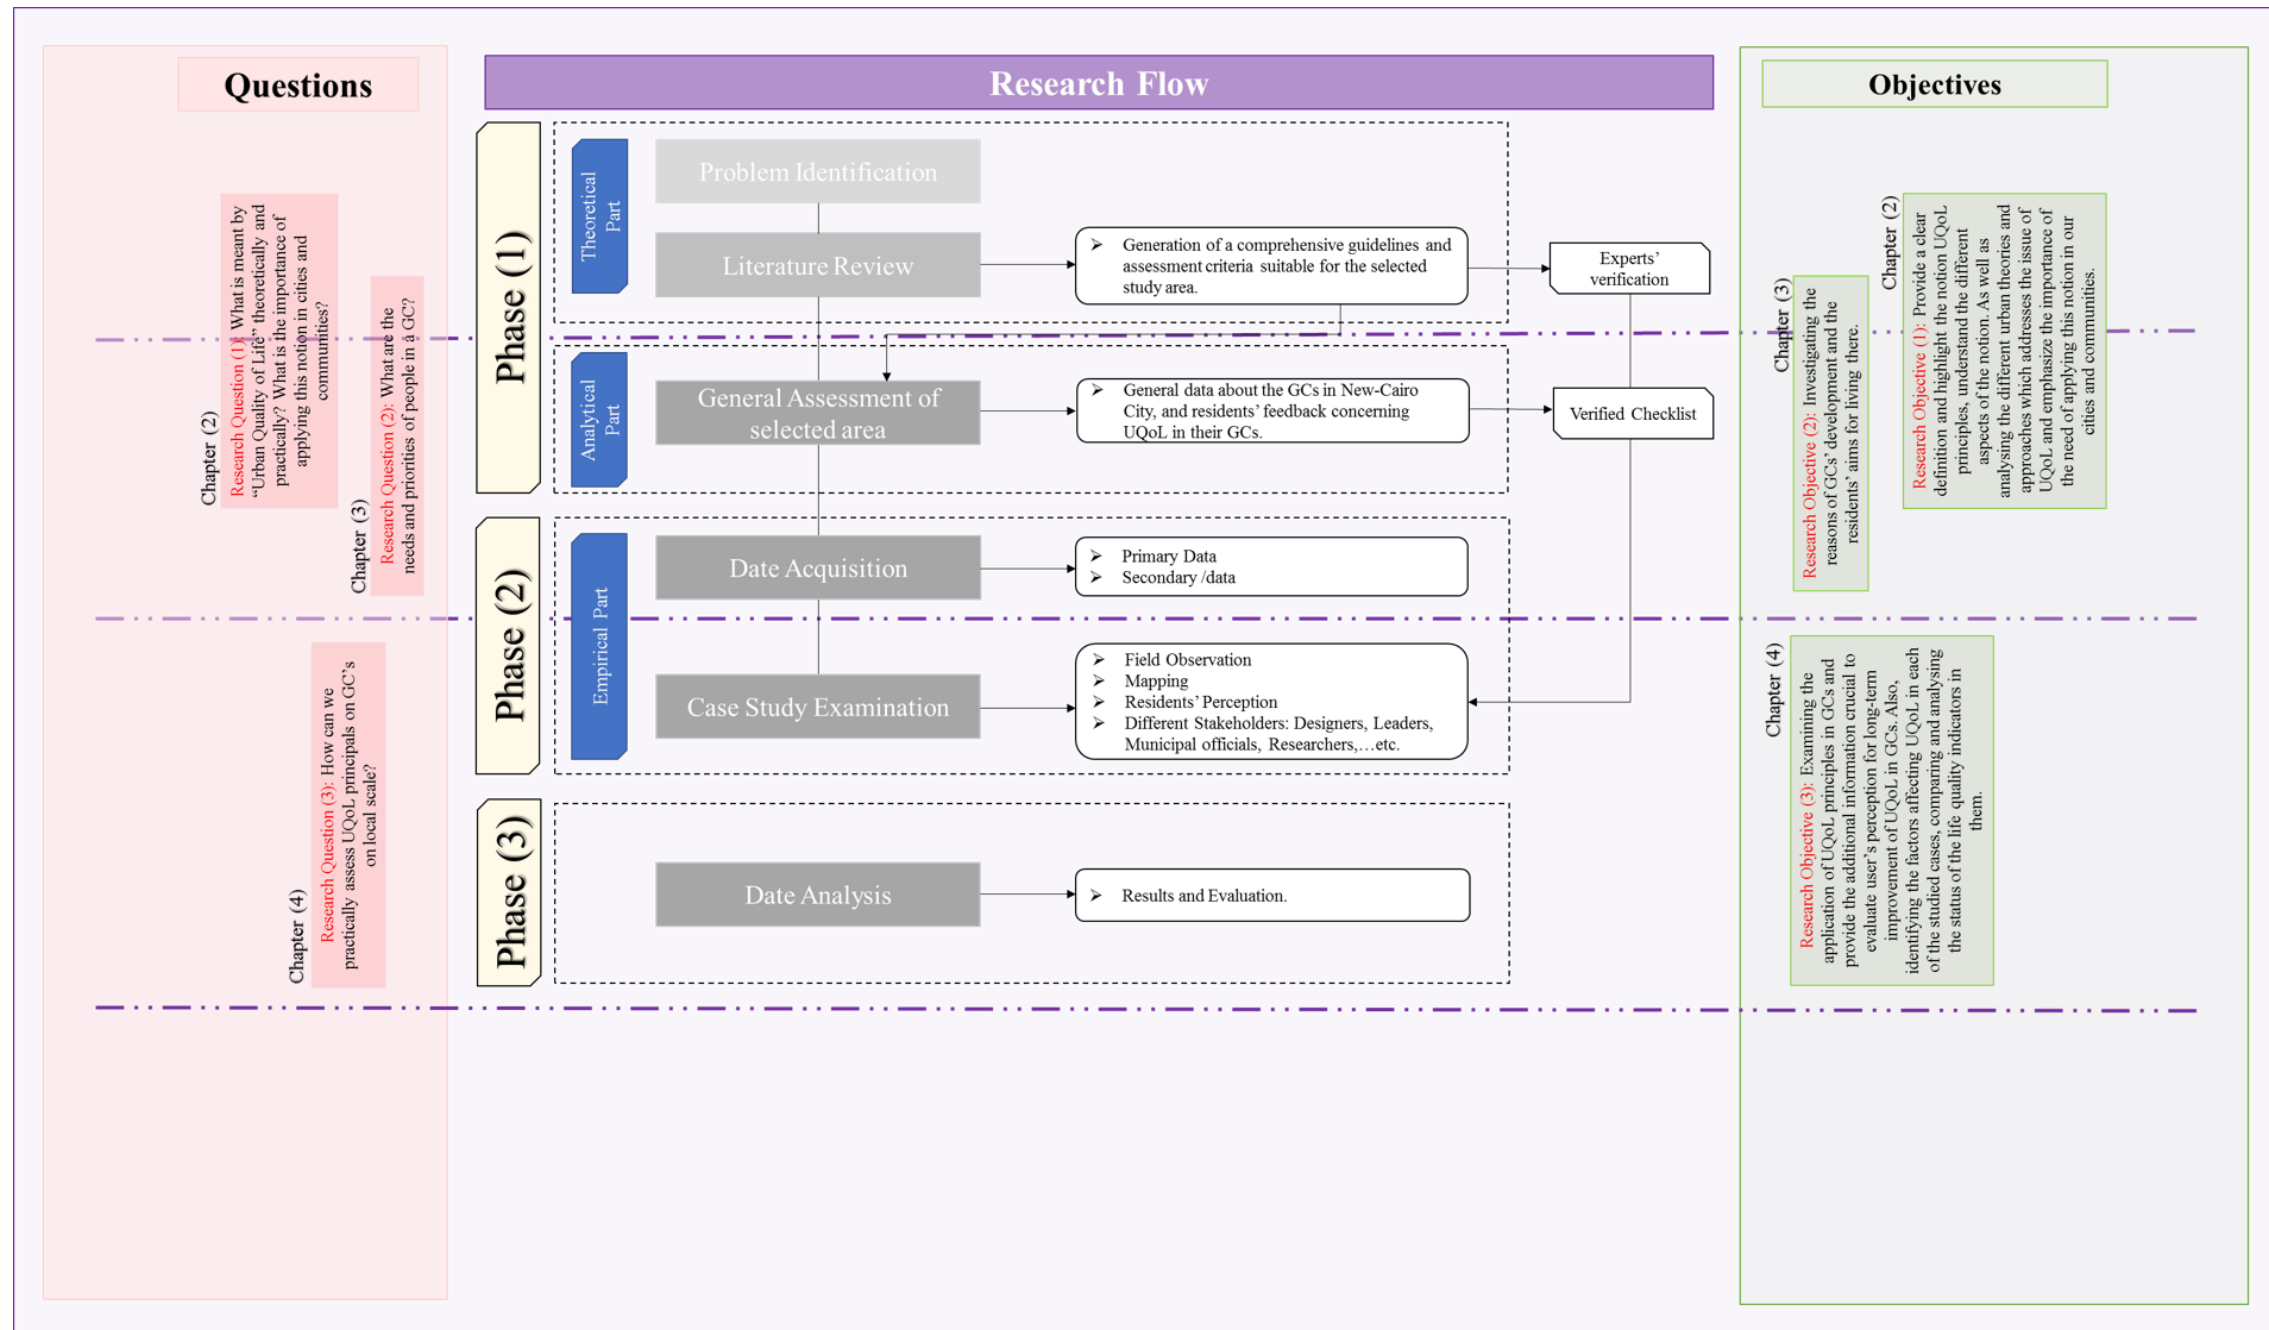 Questions
Chapter (2)
Research Question (1): What is meant by
“Urban Quality of Life” theoretically and
practically? What is the importance of
applying this notion in cities and
communities?
Chapter (3)
Research Question (2): What are the
needs and priorities of people in a GC?
Chapter (4)
Research Question (3): How can we
practically assess UQoL principals on GC’s
on local scale?
Research Flow
Phase (1)
Theoretical
Part
Problem Identification
Literature Review
➢ Generation of a comprehensive guidelines and
assessment criteria suitable for the selected
study area.
Experts’
verification
Analytical
Part
General Assessment of
selected area
➢ General data about the GCs in New-Cairo
City, and residents’ feedback concerning
UQoL in their GCs.
Verified Checklist
Phase (2)
Empirical Part
Date Acquisition
➢ Primary Data
➢ Secondary /data
Case Study Examination
➢ Field Observation
➢ Mapping
➢ Residents’ Perception
➢ Different Stakeholders: Designers, Leaders,
Municipal officials, Researchers,…etc.
Phase (3)
Date Analysis
➢ Results and Evaluation.
Objectives
Chapter (2)
Research Objective (1): Provide a clear
definition and highlight the notion UQoL
principles, understand the different
aspects of the notion. As well as
analysing the different urban theories and
approaches which addresses the issue of
UQoL and emphasize the importance of
the need of applying this notion in our
cities and communities.
Chapter (3)
Research Objective (2): Investigating the
reasons of GCs’ development and the
residents’ aims for living there.
Chapter (4)
Research Objective (3): Examining the
application of UQoL principles in GCs and
provide the additional information crucial to
evaluate user’s perception for long-term
improvement of UQoL in GCs. Also,
identifying the factors affecting UQoL in each
of the studied cases, comparing and analysing
the status of the life quality indicators in
them.